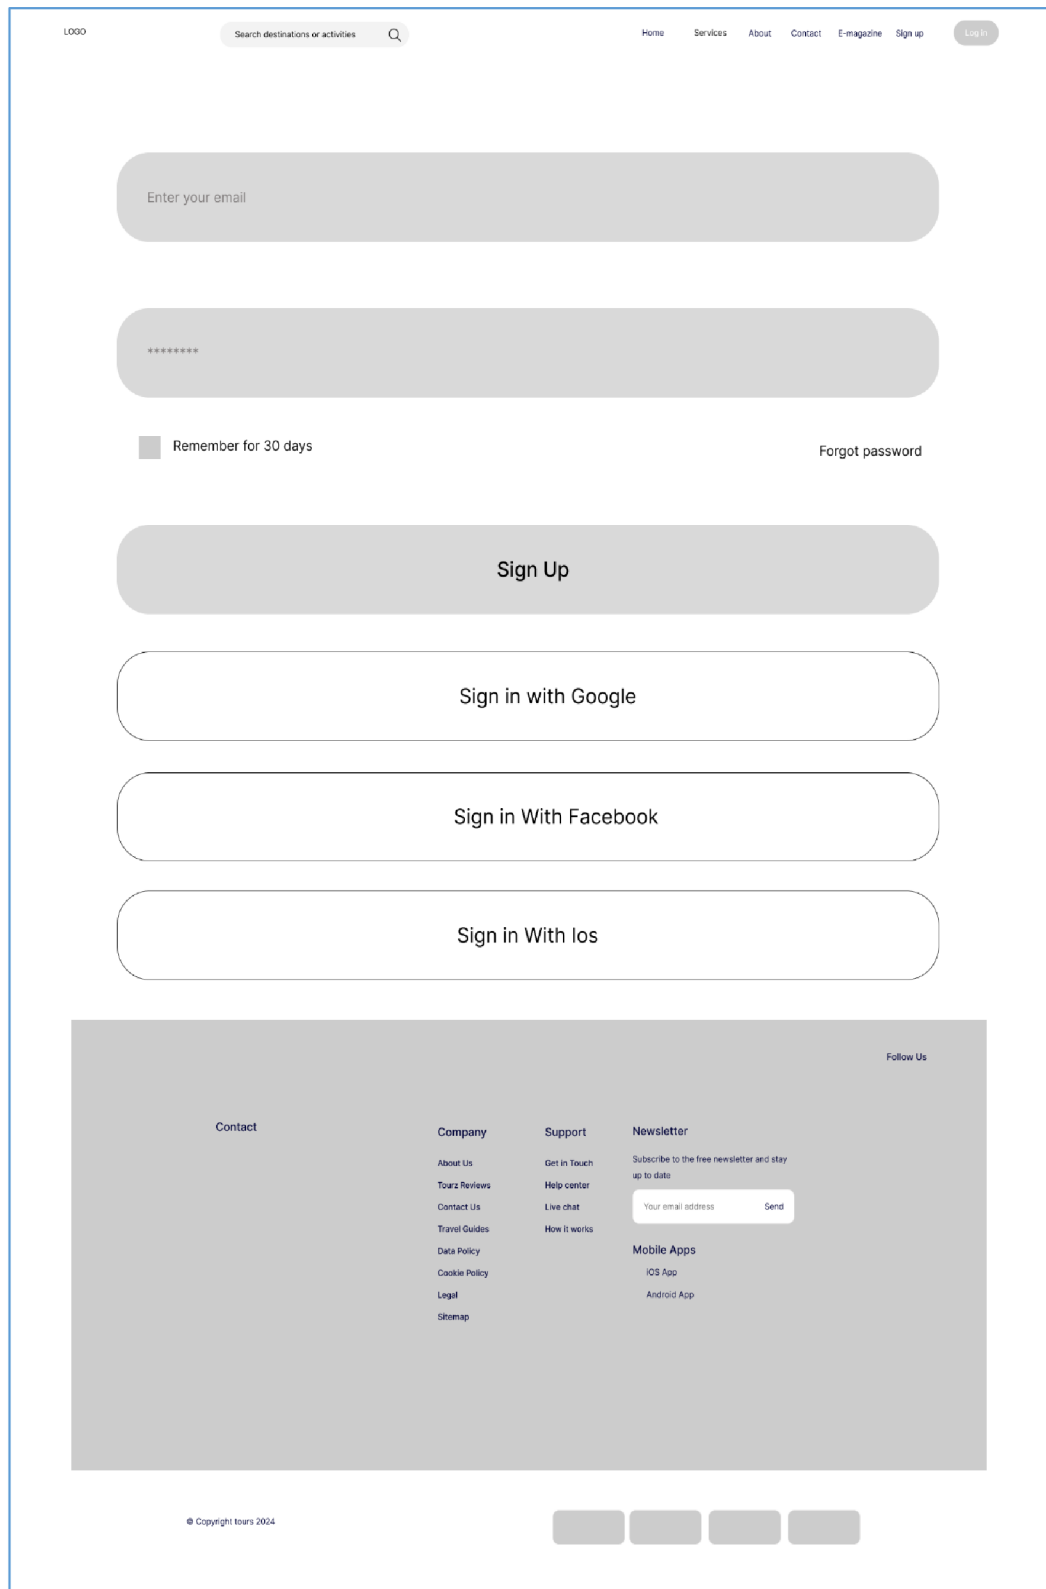 LOGO
Search destinations or activities
Home Services About Contact E-magazine Sign up Log in
Enter your email
********
Remember for 30 days
Forgot password
Sign Up
Sign in with Google
Sign in With Facebook
Sign in With Ios
Follow Us
Contact
Company
About Us
Tourz Reviews
Contact Us
Travel Guides
Data Policy
Cookie Policy
Legal
Sitemap
Support
Get in Touch
Help center
Live chat
How it works
Newsletter
Subscribe to the free newsletter and stay
up to date
Your email address Send
Mobile Apps
iOS App
Android App
© Copyright tours 2024